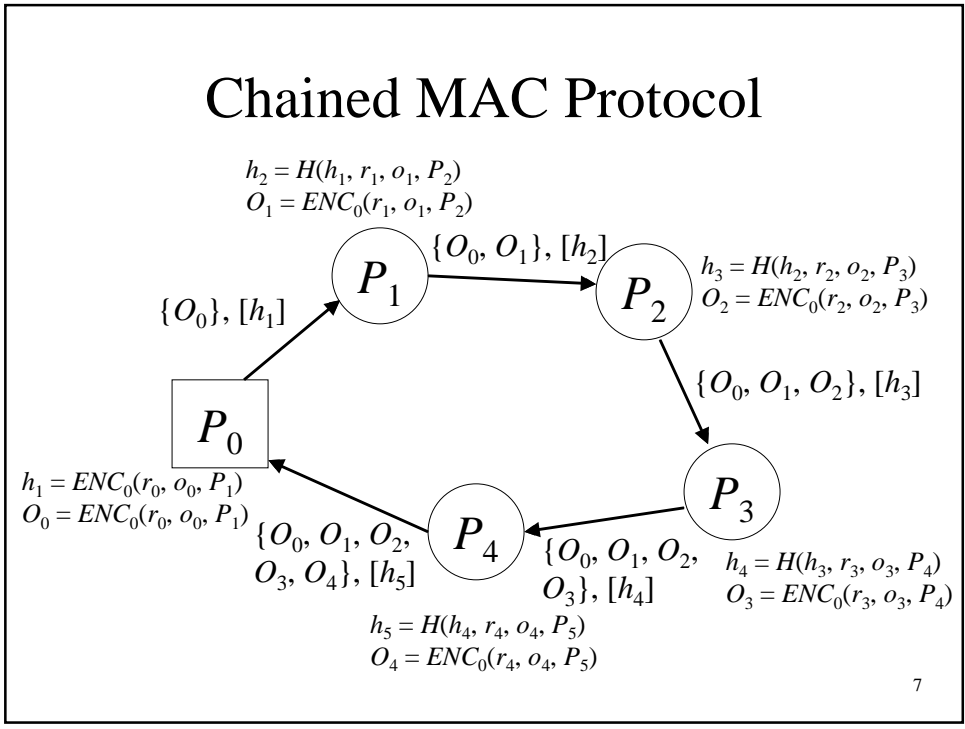 Chained MAC Protocol
h₂ = H(h₁, r₁, o₁, P₂)
O₁ = ENC₀(r₁, o₁, P₂)
{O₀, O₁}, [h₂]
P₁
P₂
h₃ = H(h₂, r₂, o₂, P₃)
O₂ = ENC₀(r₂, o₂, P₃)
{O₀}, [h₁]
{O₀, O₁, O₂}, [h₃]
P₀
h₁ = ENC₀(r₀, o₀, P₁)
O₀ = ENC₀(r₀, o₀, P₁)
P₃
P₄
{O₀, O₁, O₂,
O₃, O₄}, [h₅]
{O₀, O₁, O₂,
O₃}, [h₄]
h₄ = H(h₃, r₃, o₃, P₄)
O₃ = ENC₀(r₃, o₃, P₄)
h₅ = H(h₄, r₄, o₄, P₅)
O₄ = ENC₀(r₄, o₄, P₅)
7